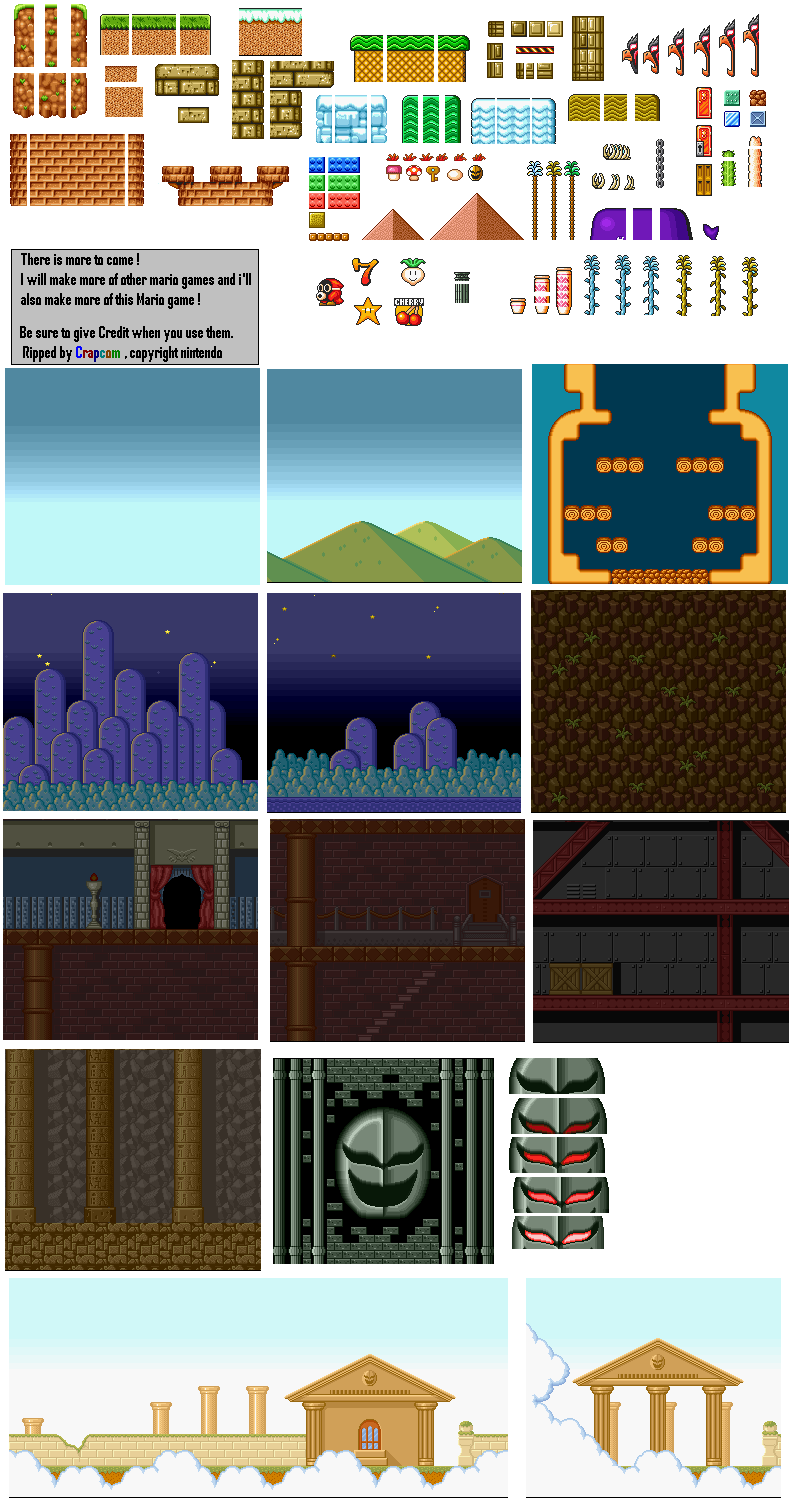 There is more to come !
I will make more of other mario games and i'll
also make more of this Mario game !
Be sure to give Credit when you use them.
Ripped by Crapcom , copyright nintendo
7
CHERRY